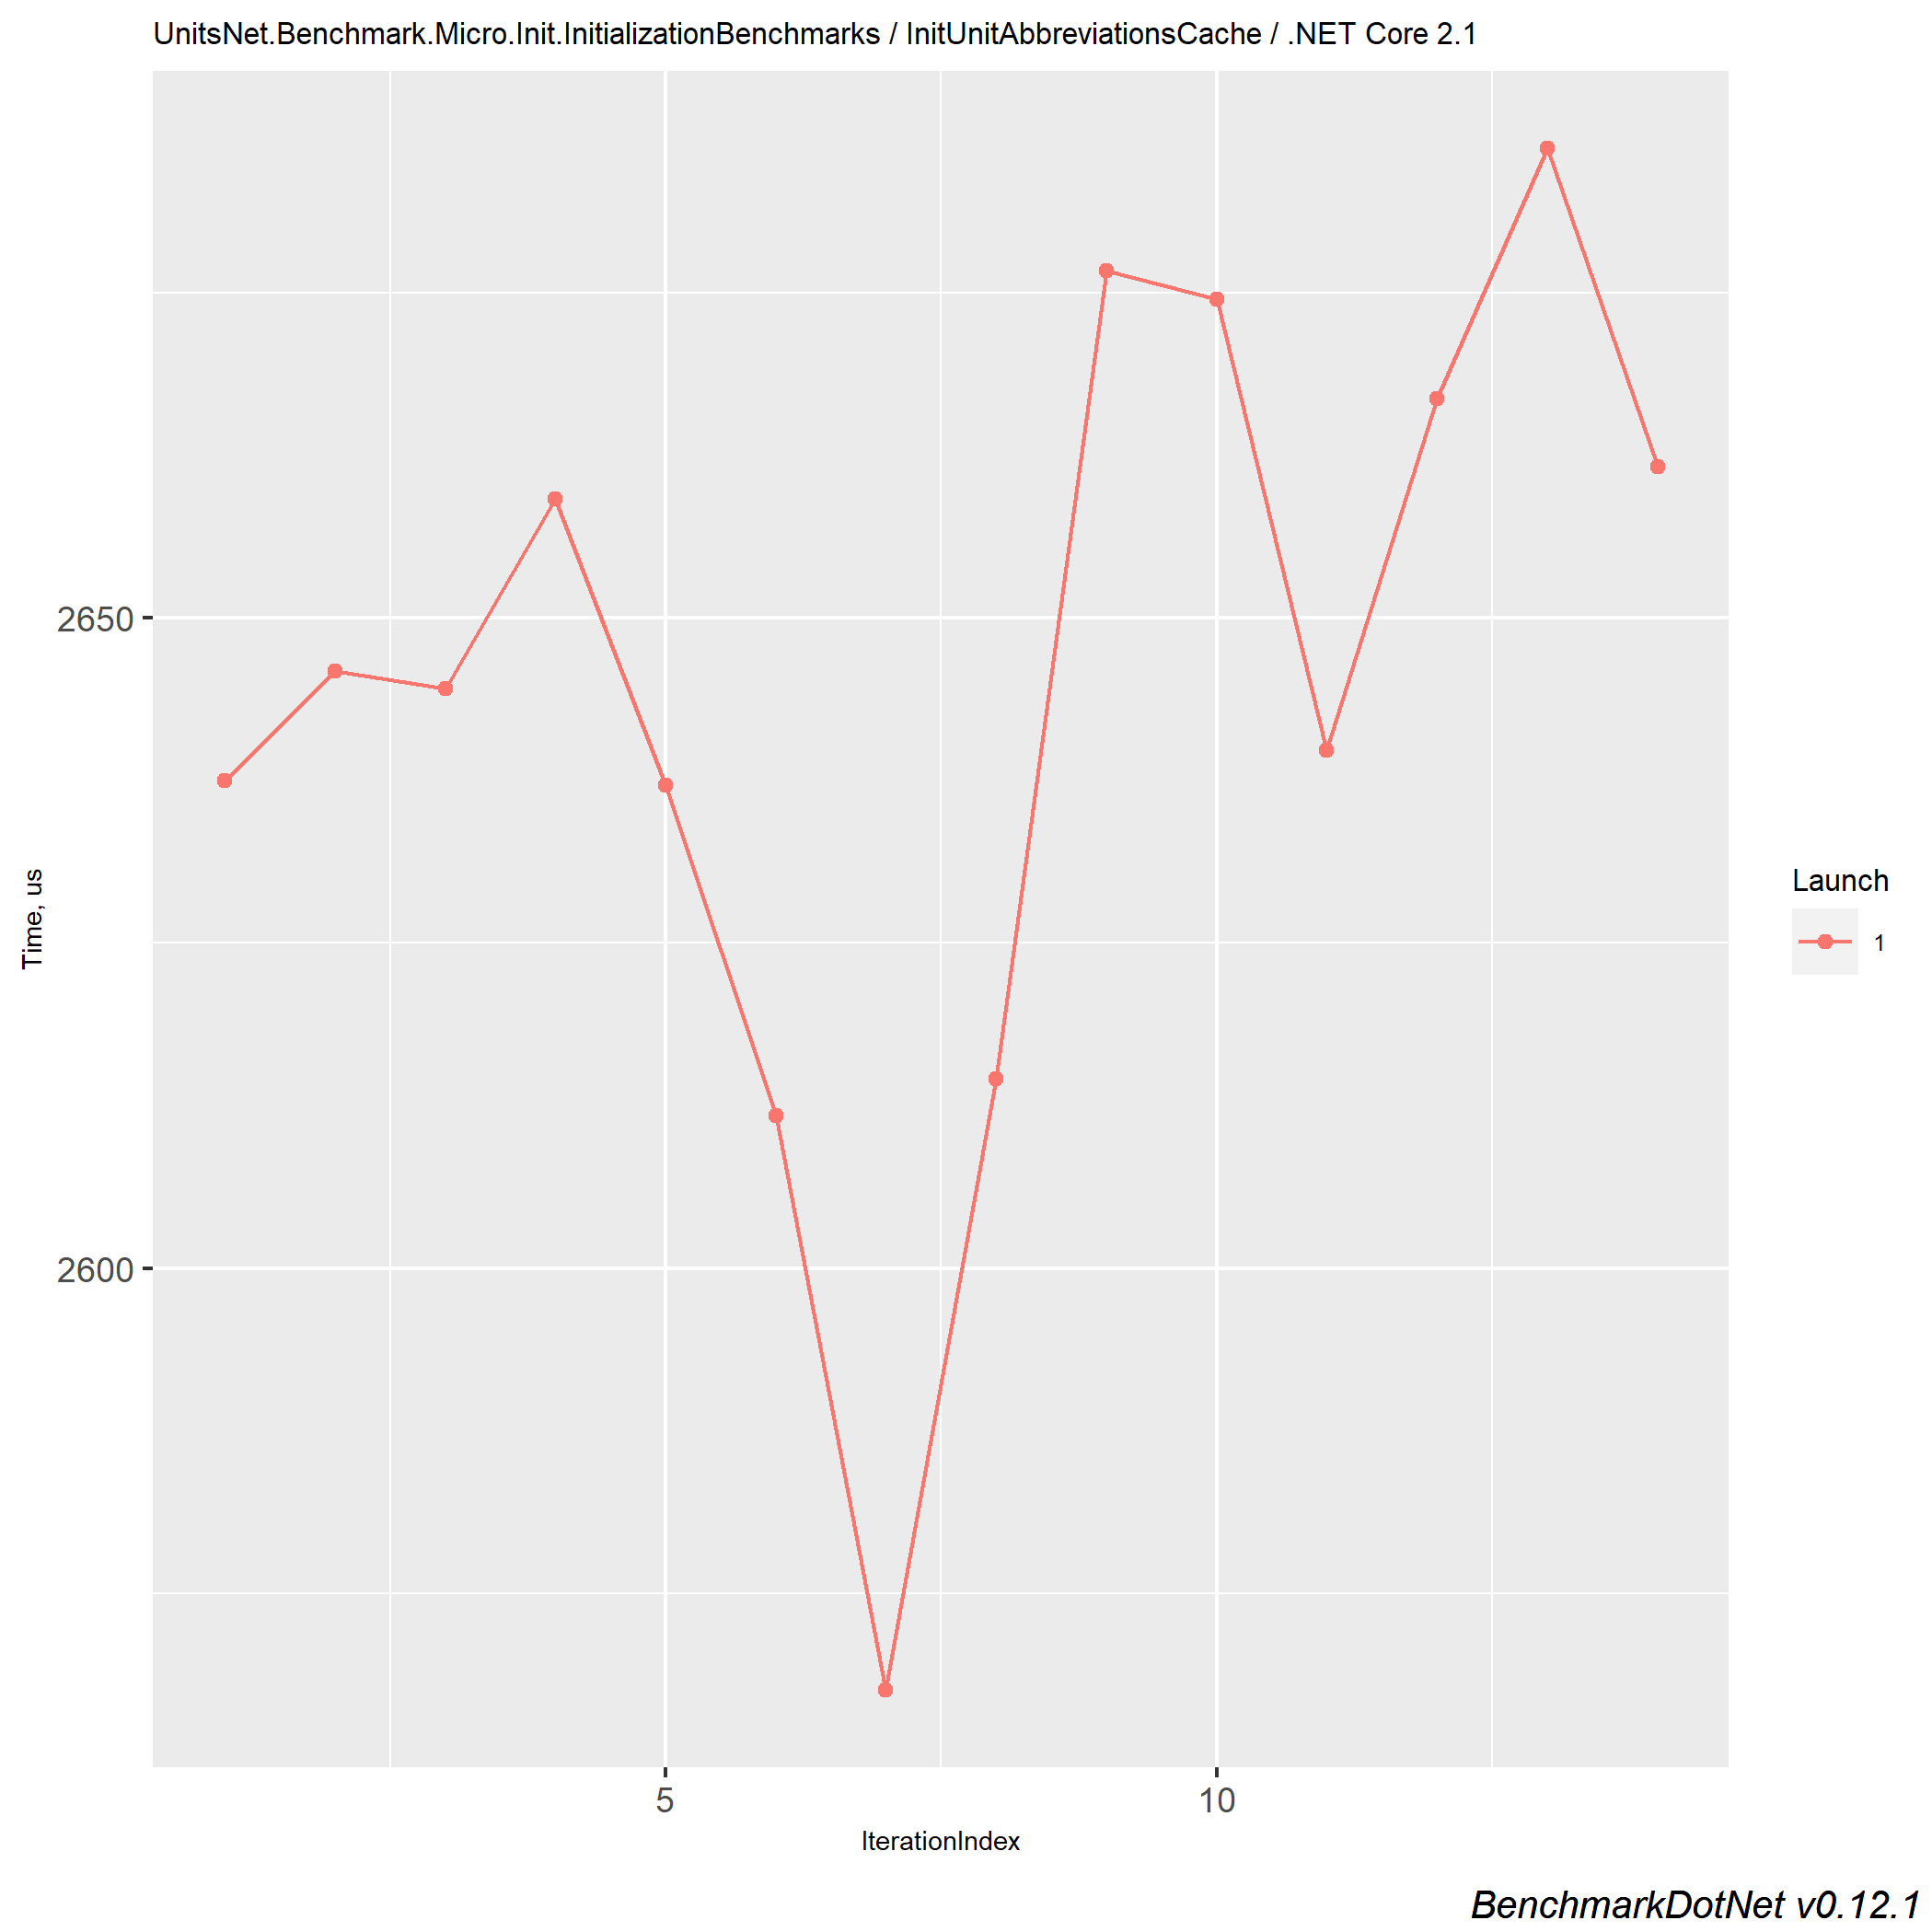 UnitsNet.Benchmark.Micro.Init.InitializationBenchmarks / InitUnitAbbreviationsCache / .NET Core 2.1
2650
2600
Time, us
5
10
IterationIndex
Launch
1
BenchmarkDotNet v0.12.1